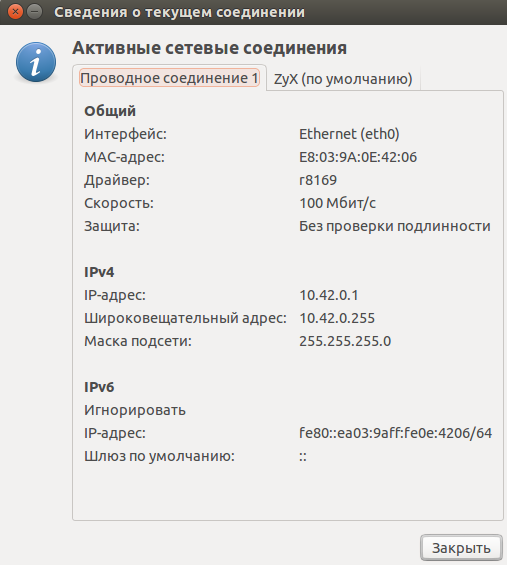 Сведения о текущем соединении
Активные сетевые соединения
Проводное соединение 1 ZyX (по умолчанию)
Общий
Интерфейс: Ethernet (eth0)
MAC-адрес: E8:03:9A:0E:42:06
Драйвер: r8169
Скорость: 100 Мбит/с
Защита: Без проверки подлинности
IPv4
IP-адрес: 10.42.0.1
Широковещательный адрес: 10.42.0.255
Маска подсети: 255.255.255.0
IPv6
Игнорировать
IP-адрес: fe80::ea03:9aff:fe0e:4206/64
Шлюз по умолчанию: ::
Закрыть